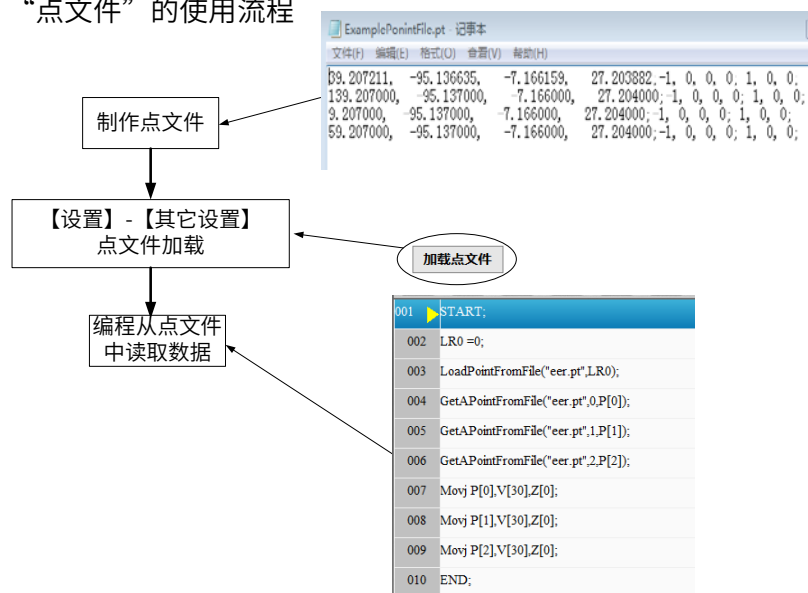 “点文件”的使用流程
ExamplePonintFile.pt - 记事本
文件(F) 编辑(E) 格式(O) 查看(V) 帮助(H)
39.207211, -95.136635, -7.166159, 27.203882,-1, 0, 0, 0; 1, 0, 0;
139.207000, -95.137000, -7.166000, 27.204000;-1, 0, 0, 0; 1, 0, 0;
9.207000, -95.137000, -7.166000, 27.204000;-1, 0, 0, 0; 1, 0, 0;
59.207000, -95.137000, -7.166000, 27.204000;-1, 0, 0, 0; 1, 0, 0;
制作点文件
【设置】-【其它设置】
点文件加载
加载点文件
编程从点文件
中读取数据
001 START;
002 LR0 =0;
003 LoadPointFromFile("eer.pt",LR0);
004 GetAPointFromFile("eer.pt",0,P[0]);
005 GetAPointFromFile("eer.pt",1,P[1]);
006 GetAPointFromFile("eer.pt",2,P[2]);
007 Movj P[0],V[30],Z[0];
008 Movj P[1],V[30],Z[0];
009 Movj P[2],V[30],Z[0];
010 END;